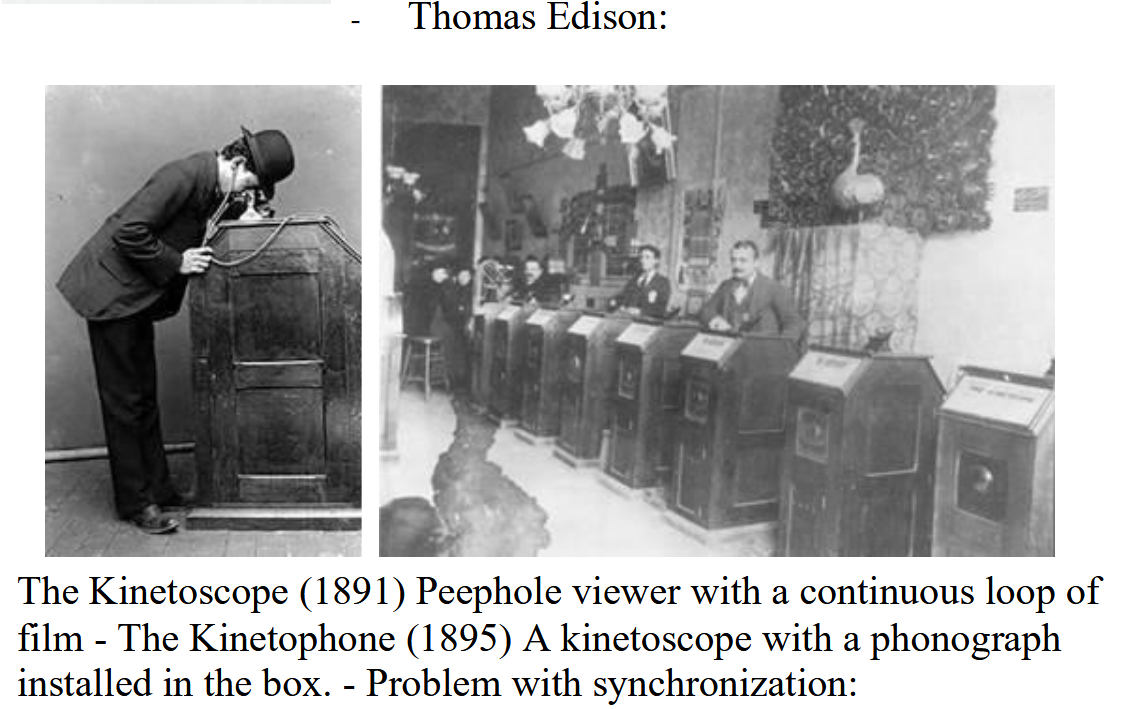 - Thomas Edison:
The Kinetoscope (1891) Peephole viewer with a continuous loop of
film - The Kinetophone (1895) A kinetoscope with a phonograph
installed in the box. - Problem with synchronization: